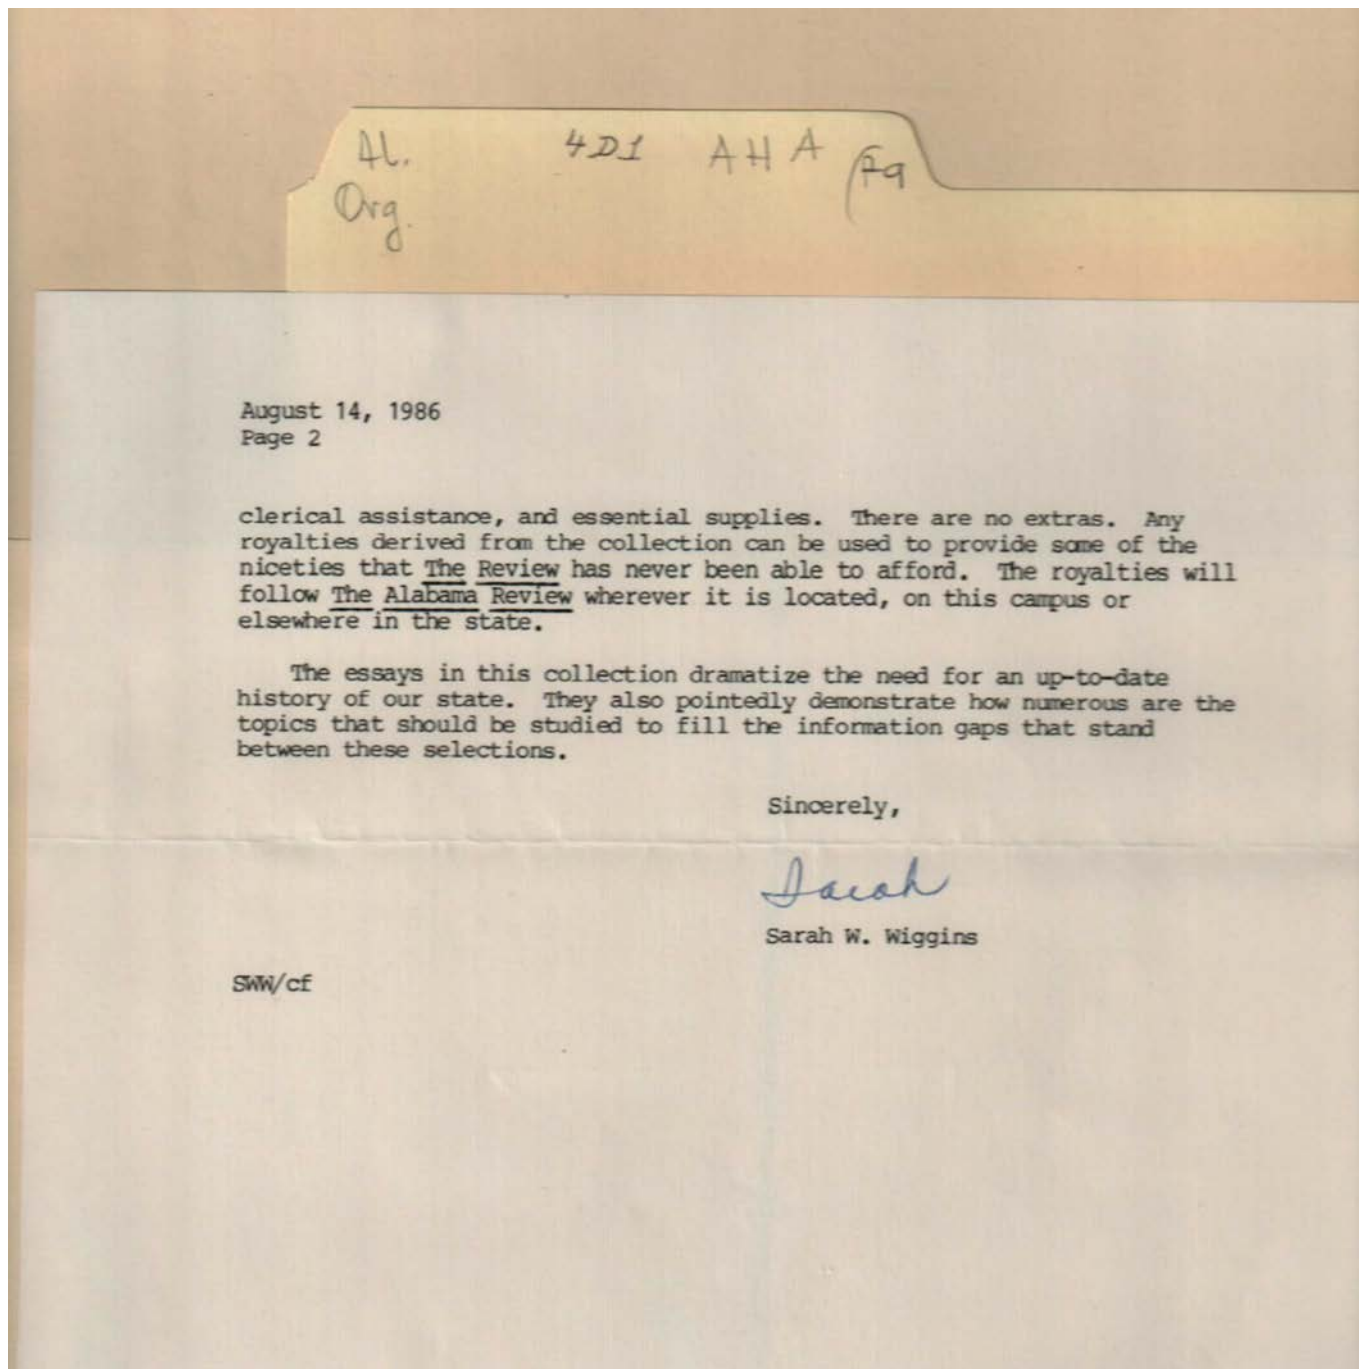 AL. 4D1 AHA
Org.
August 14, 1986
Page 2
clerical assistance, and essential supplies. There are no extras. Any
royalties derived from the collection can be used to provide some of the
niceties that The Review has never been able to afford. The royalties will
follow The Alabama Review wherever it is located, on this campus or
elsewhere in the state.
The essays in this collection dramatize the need for an up-to-date
history of our state. They also pointedly demonstrate how numerous are the
topics that should be studied to fill the information gaps that stand
between these selections.
Sincerely,
Sarah
Sarah W. Wiggins
SWW/cf